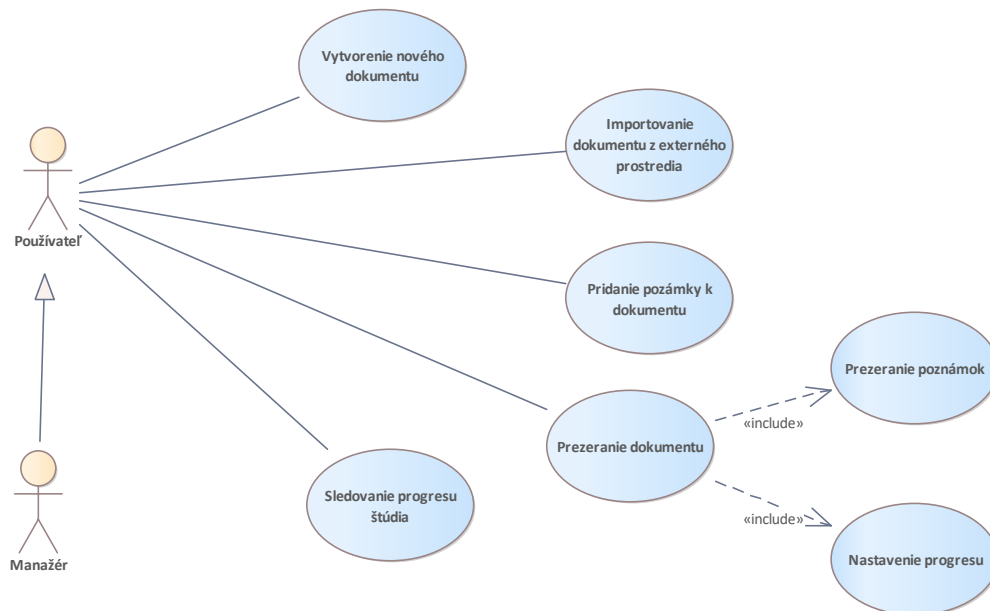 Vytvorenie nového
dokumentu
Importovanie
dokumentu z externého
prostredia
Používateľ
Pridanie pozámky k
dokumentu
Prezeranie poznámok
«include»
Prezeranie dokumentu
Sledovanie progresu
štúdia
«include»
Manažér
Nastavenie progresu